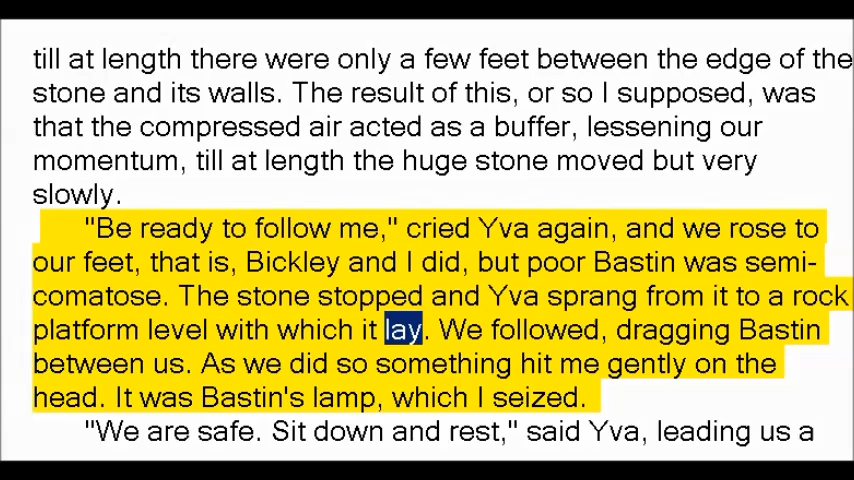 till at length there were only a few feet between the edge of the
stone and its walls. The result of this, or so I supposed, was
that the compressed air acted as a buffer, lessening our
momentum, till at length the huge stone moved but very
slowly.
"Be ready to follow me," cried Yva again, and we rose to
our feet, that is, Bickley and I did, but poor Bastin was semi-
comatose. The stone stopped and Yva sprang from it to a rock
platform level with which it lay. We followed, dragging Bastin
between us. As we did so something hit me gently on the
head. It was Bastin's lamp, which I seized.
"We are safe. Sit down and rest," said Yva, leading us a